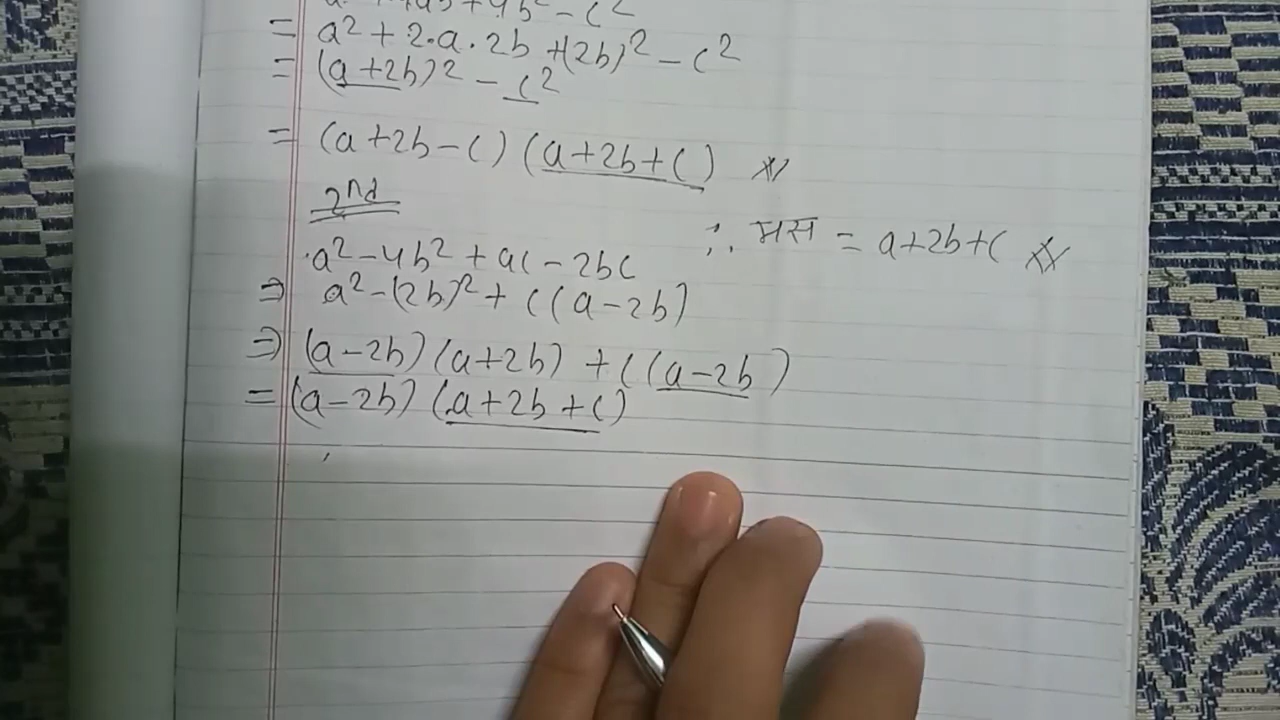 = a² + 2·a·2b + (2b)² - c²
= (a+2b)² - c²
= (a+2b-c) (a+2b+c)
2nd
a² - 4b² + ac - 2bc
∴ मस = a+2b+c
⇒ a² - (2b)² + c(a-2b)
⇒ (a-2b) (a+2b) + c(a-2b)
= (a-2b) (a+2b+c)